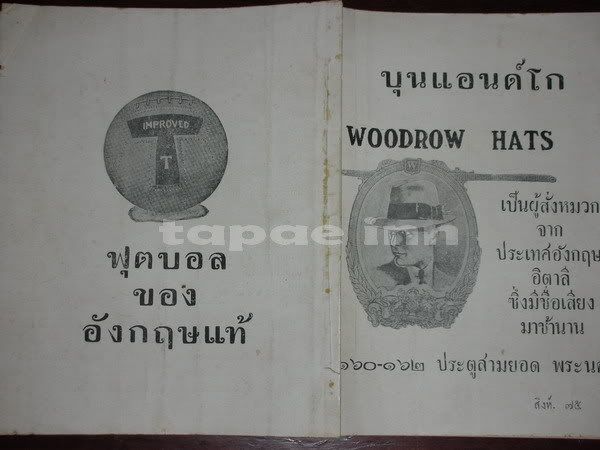 IMPROVED
T
T
ฟุตบอล
ของ
อังกฤษแท้
บุนแอนด์โก
WOODROW HATS
W
เป็นผู้สั่งหมวก
จาก
ประเทศอังกฤษ
อิตาลี
ซึ่งมีชื่อเสียง
มาช้านาน
๑๖๐-๑๖๒ ประตูสามยอด พระนค
สิงห์. ๗๕
tapae inn